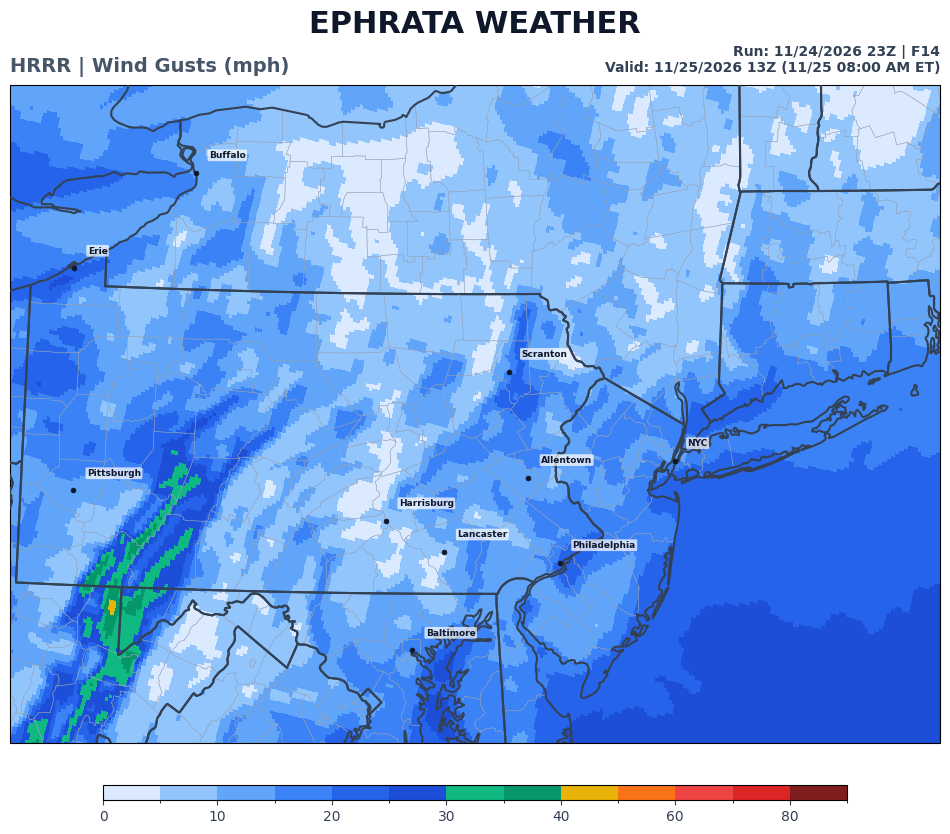 EPHRATA WEATHER
HRRR | Wind Gusts (mph)
Run: 11/24/2026 23Z | F14
Valid: 11/25/2026 13Z (11/25 08:00 AM ET)
Buffalo
Erie
Scranton
NYC
Allentown
Pittsburgh
Harrisburg
Lancaster
Philadelphia
Baltimore
0 10 20 30 40 50 60 70 80